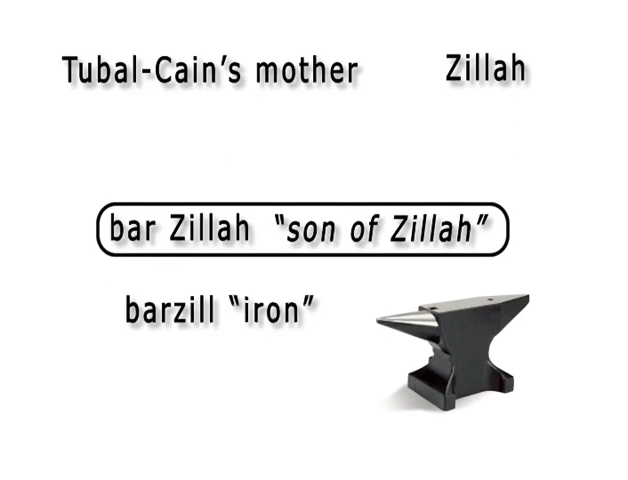 Tubal-Cain’s mother Zillah
bar Zillah “son of Zillah”
barzill “iron”